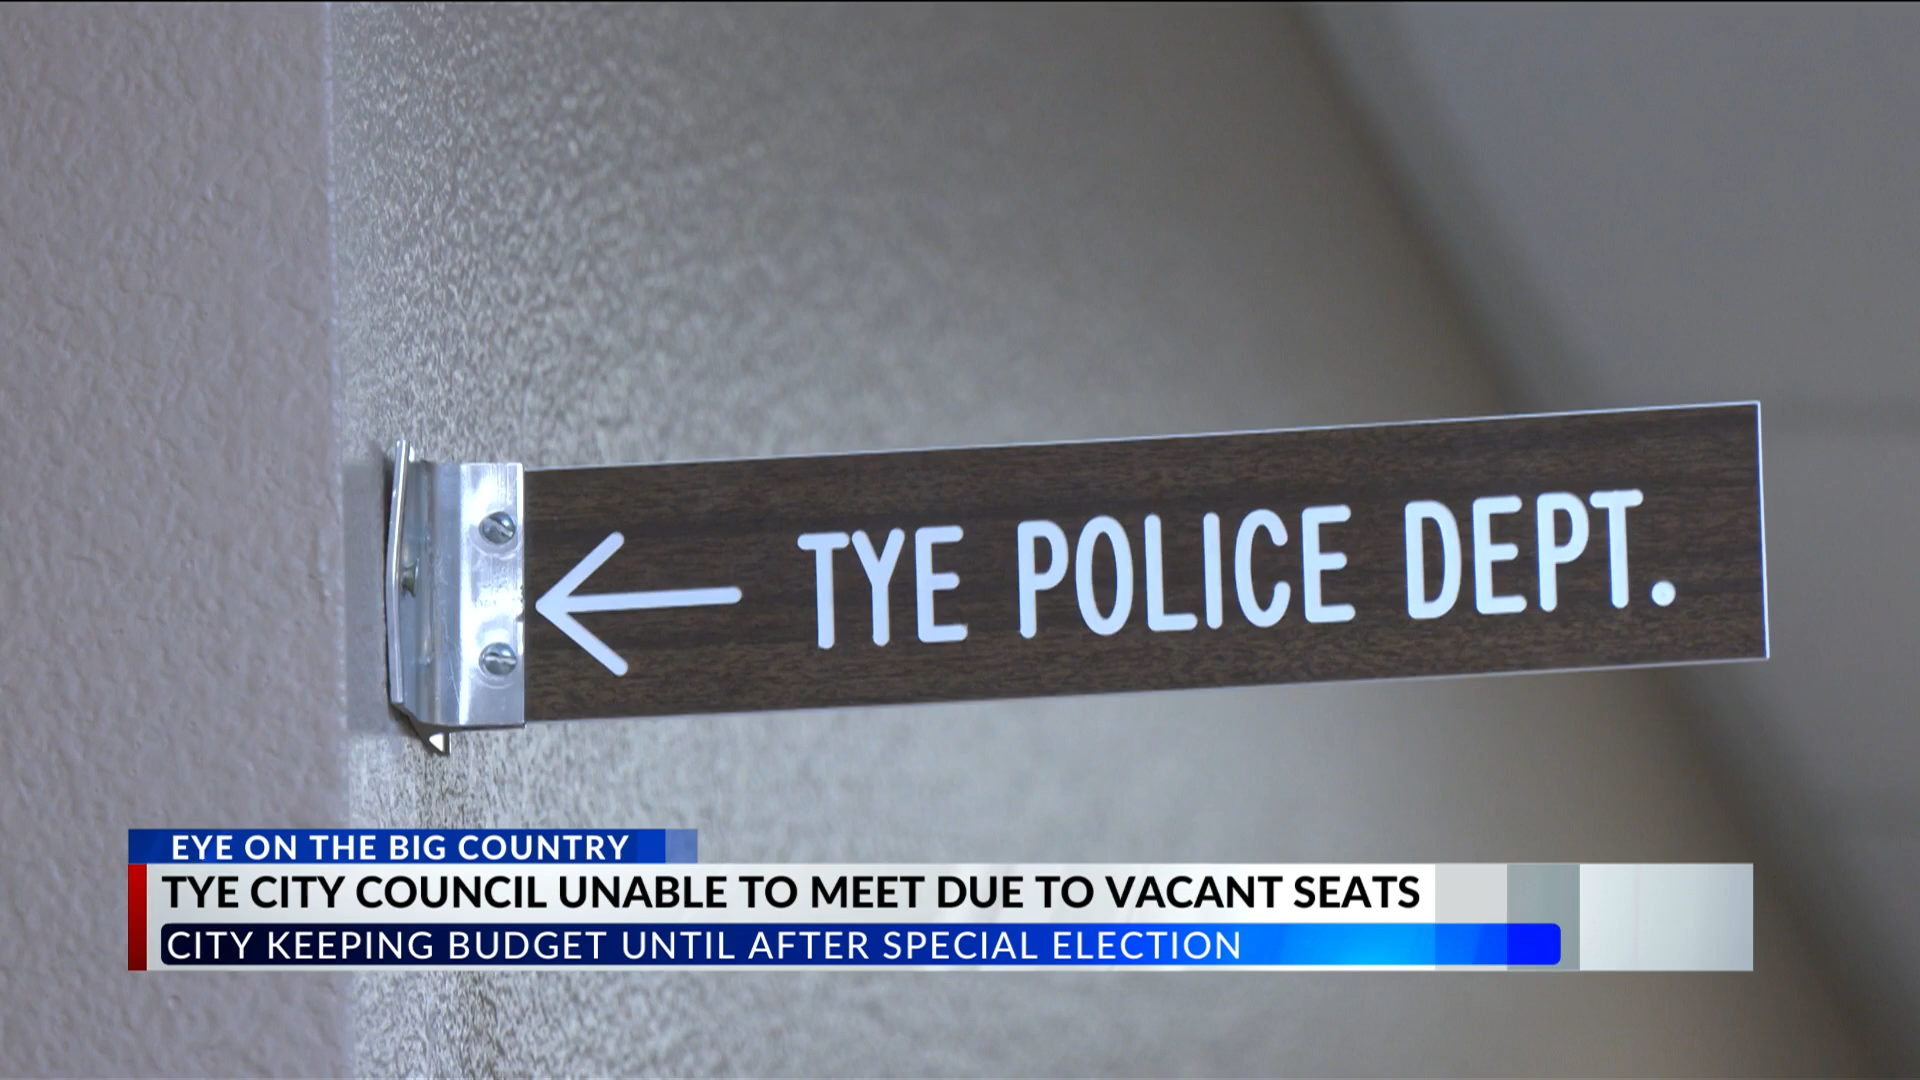 ← TYE POLICE DEPT.
EYE ON THE BIG COUNTRY
TYE CITY COUNCIL UNABLE TO MEET DUE TO VACANT SEATS
CITY KEEPING BUDGET UNTIL AFTER SPECIAL ELECTION